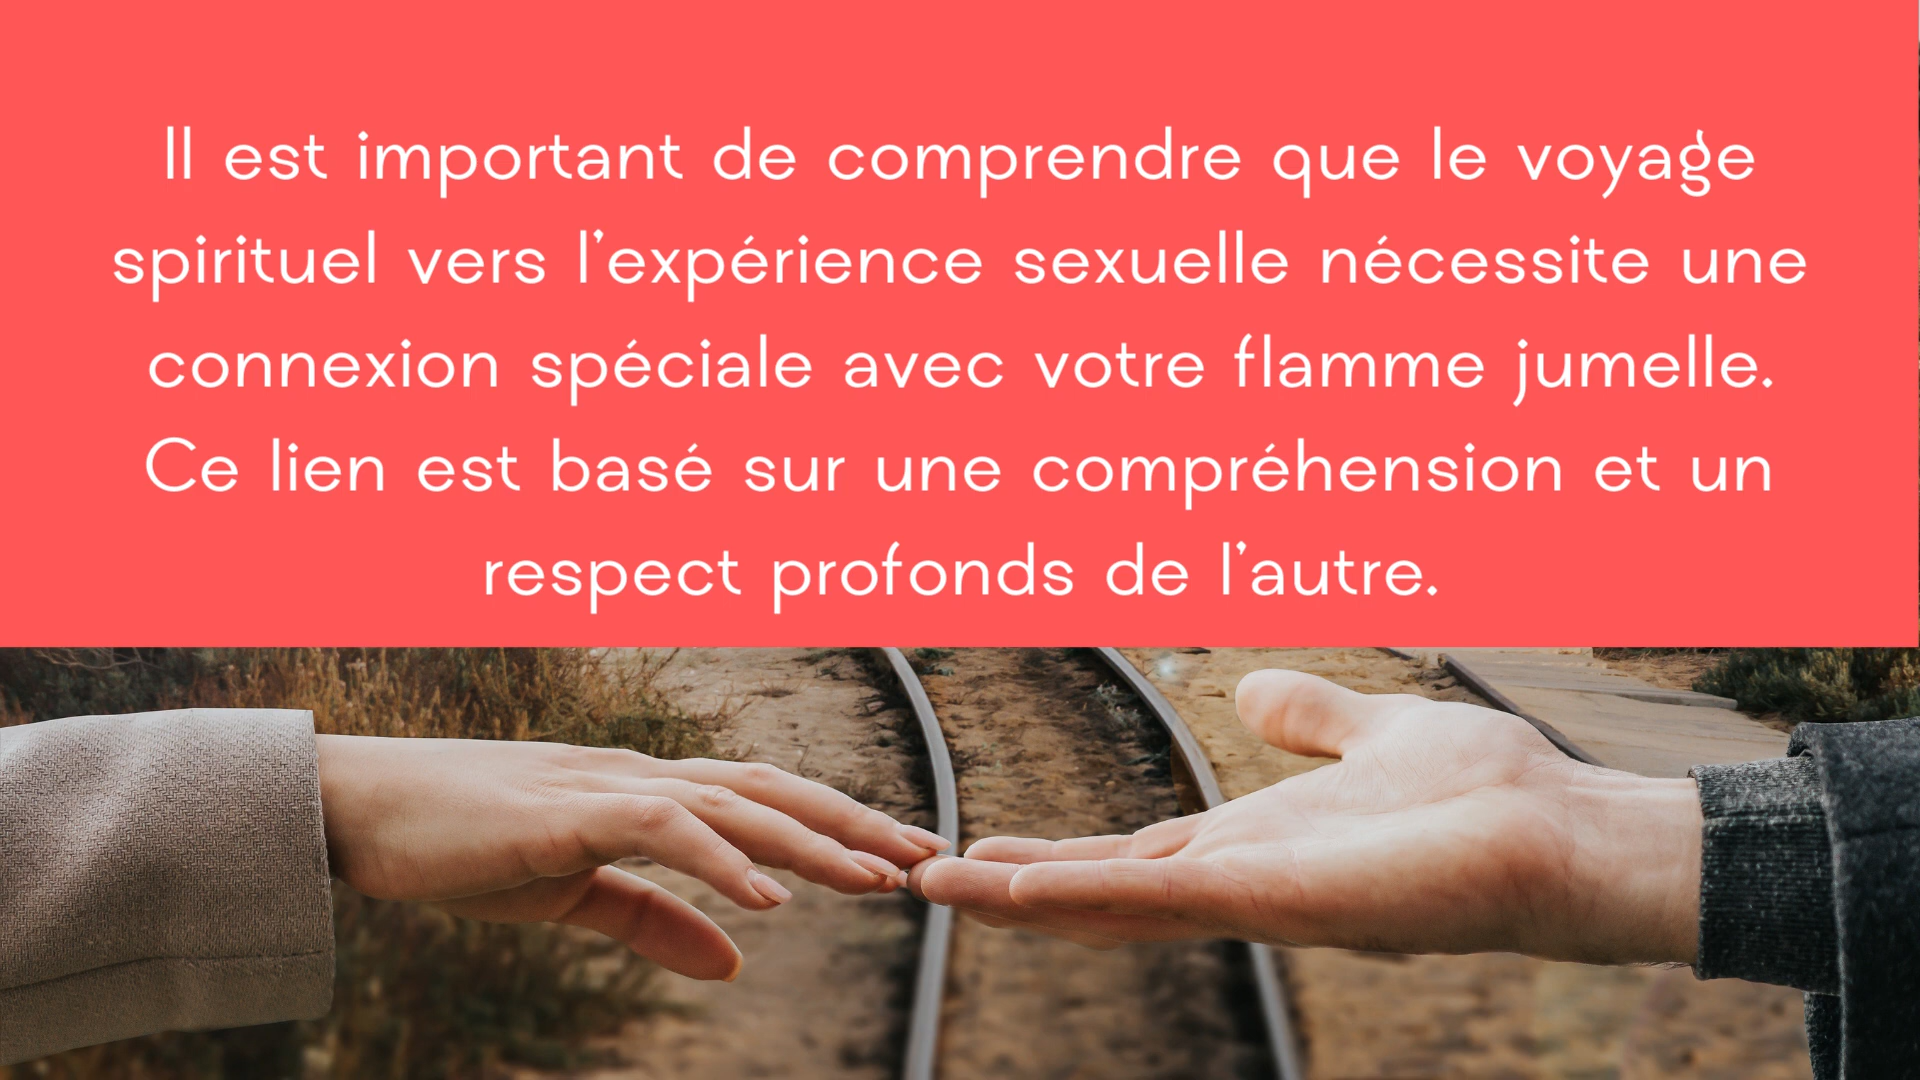 Il est important de comprendre que le voyage
spirituel vers l'expérience sexuelle nécessite une
connexion spéciale avec votre flamme jumelle.
Ce lien est basé sur une compréhension et un
respect profonds de l'autre.